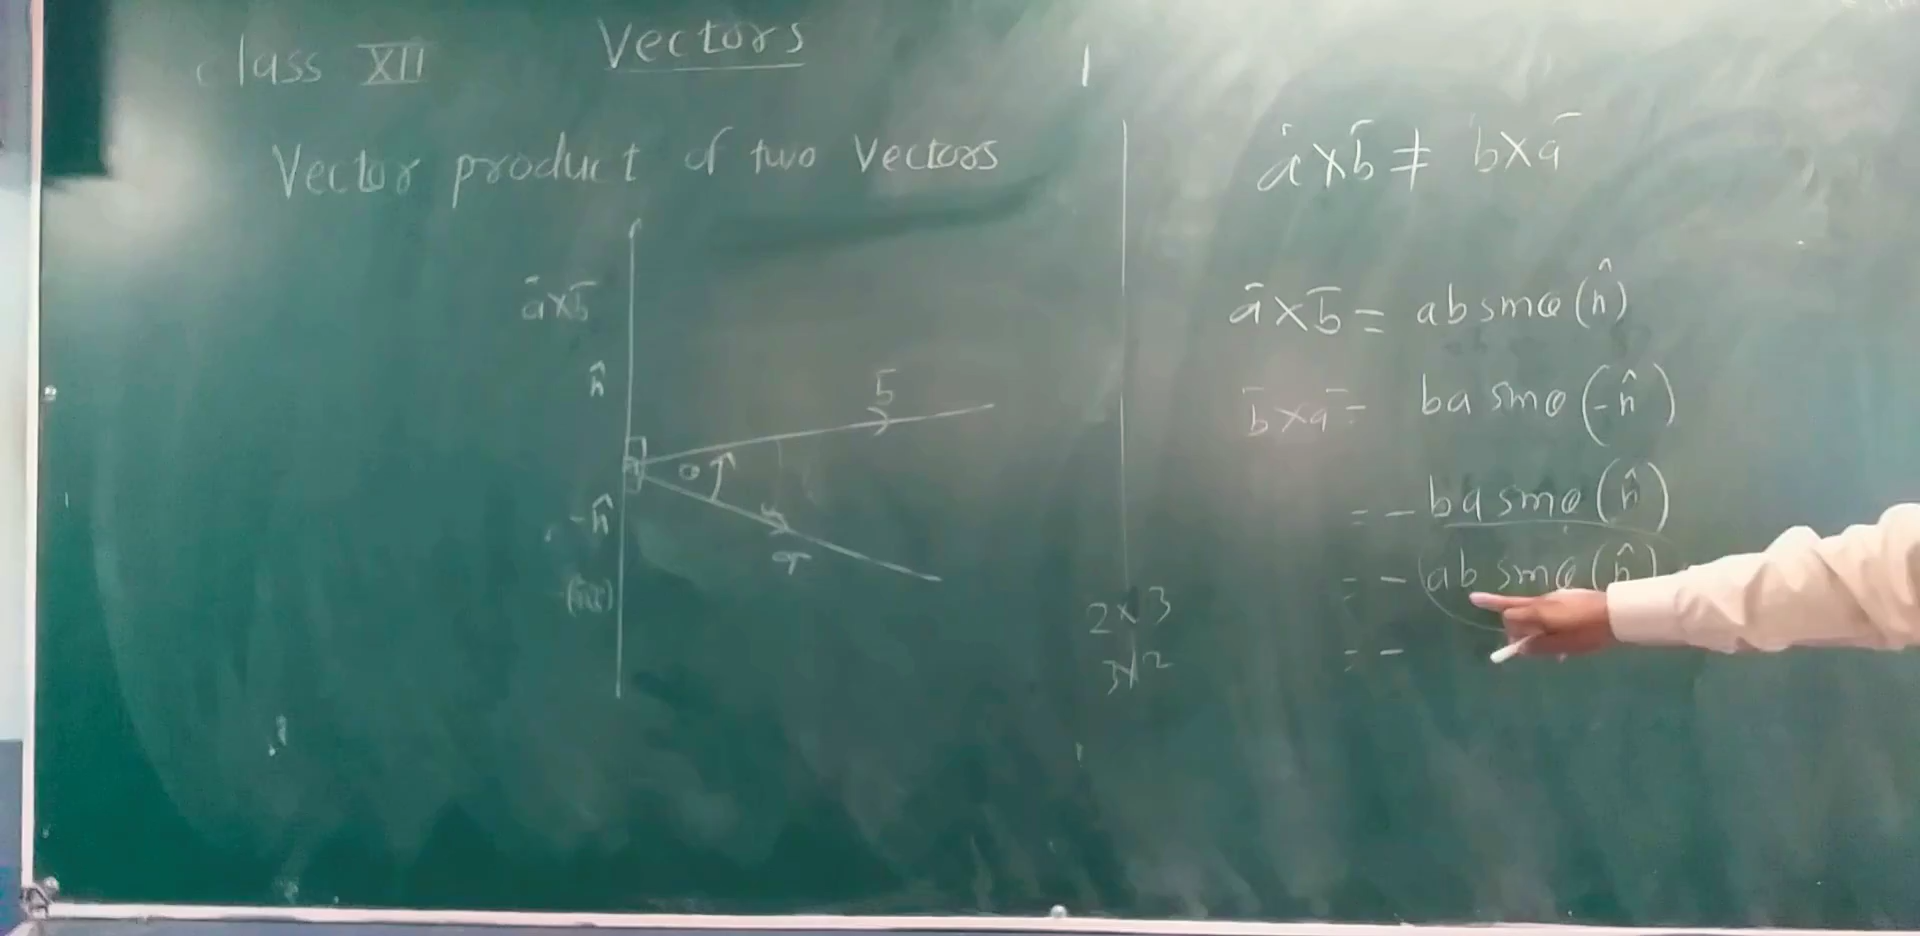 class XII
Vectors
Vector product of two Vectors
a̅×b̅
n̂
b̅
θ
-n̂
a̅
a̅×b̅ ≠ b̅×a̅
a̅×b̅ = ab sinθ(n̂)
b̅×a̅ = ba sinθ(-n̂)
= -ba sinθ(n̂)
= -ab sinθ(n̂)
= -
2×3
3×2